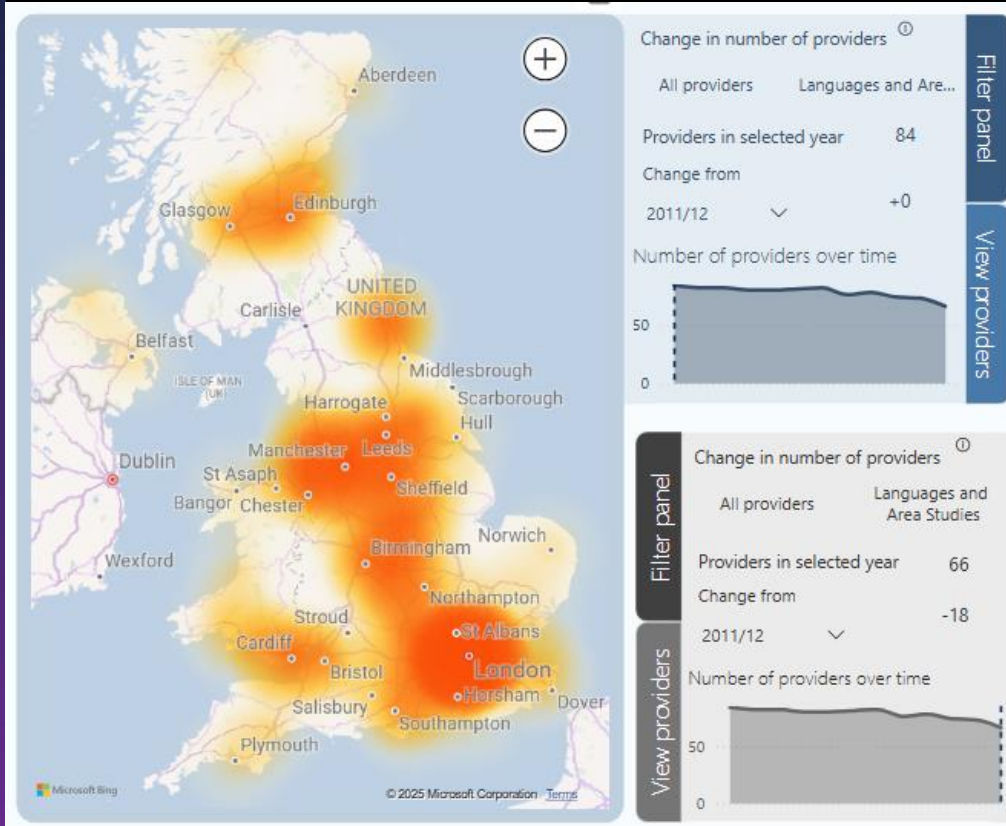 Aberdeen
Glasgow
Edinburgh
UNITED
KINGDOM
Carlisle
Belfast
ISLE OF MAN
(UK)
Middlesbrough
Scarborough
Harrogate
Hull
Manchester
Leeds
Dublin
St Asaph
Sheffield
Bangor
Chester
Norwich
Birmingham
Wexford
Northampton
Stroud
St Albans
Cardiff
London
Bristol
Horsham
Dover
Salisbury
Southampton
Plymouth
Microsoft Bing
© 2025 Microsoft Corporation Terms
Change in number of providers
All providers Languages and Are...
Providers in selected year 84
Change from
2011/12
+0
Number of providers over time
50
0
Filter panel
View providers
Filter panel
View providers
Change in number of providers
All providers
Languages and
Area Studies
Providers in selected year 66
Change from
2011/12
-18
Number of providers over time
50
0